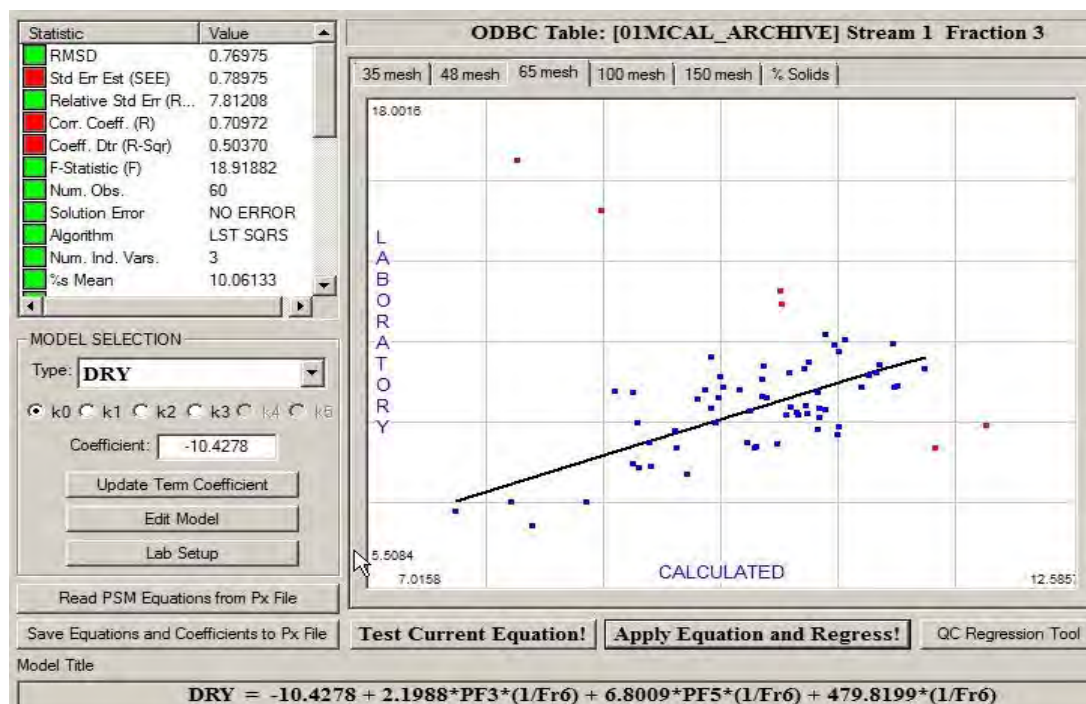 Statistic Value
RMSD 0.76975
Std Err Est (SEE) 0.78975
Relative Std Err (R... 7.81208
Corr. Coeff. (R) 0.70972
Coeff. Dtr (R-Sqr) 0.50370
F-Statistic (F) 18.91882
Num. Obs. 60
Solution Error NO ERROR
Algorithm LST SQRS
Num. Ind. Vars. 3
%s Mean 10.06133
MODEL SELECTION
Type: DRY
k0 k1 k2 k3 k4 k5
Coefficient: -10.4278
Update Term Coefficient
Edit Model
Lab Setup
Read PSM Equations from Px File
Save Equations and Coefficients to Px File
ODBC Table: [01MCAL_ARCHIVE] Stream 1 Fraction 3
35 mesh 48 mesh 65 mesh 100 mesh 150 mesh % Solids
18.0016
LABORATORY
5.5084
7.0158 CALCULATED 12.585
Test Current Equation! Apply Equation and Regress! QC Regression Tool
Model Title
DRY = -10.4278 + 2.1988*PF3*(1/Fr6) + 6.8009*PF5*(1/Fr6) + 479.8199*(1/Fr6)